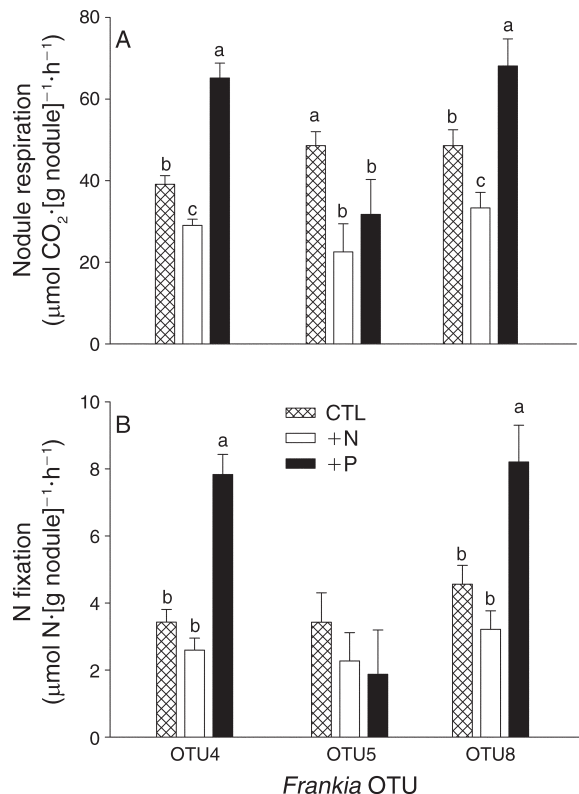 A
Nodule respiration
(μmol CO₂·[g nodule]⁻¹·h⁻¹)
80
60
40
20
0
b
c
a
a
b
b
b
c
a
B
N fixation
(μmol N·[g nodule]⁻¹·h⁻¹)
10
8
6
4
2
0
CTL
+N
+P
b
b
a
b
b
a
OTU4
OTU5
OTU8
Frankia OTU